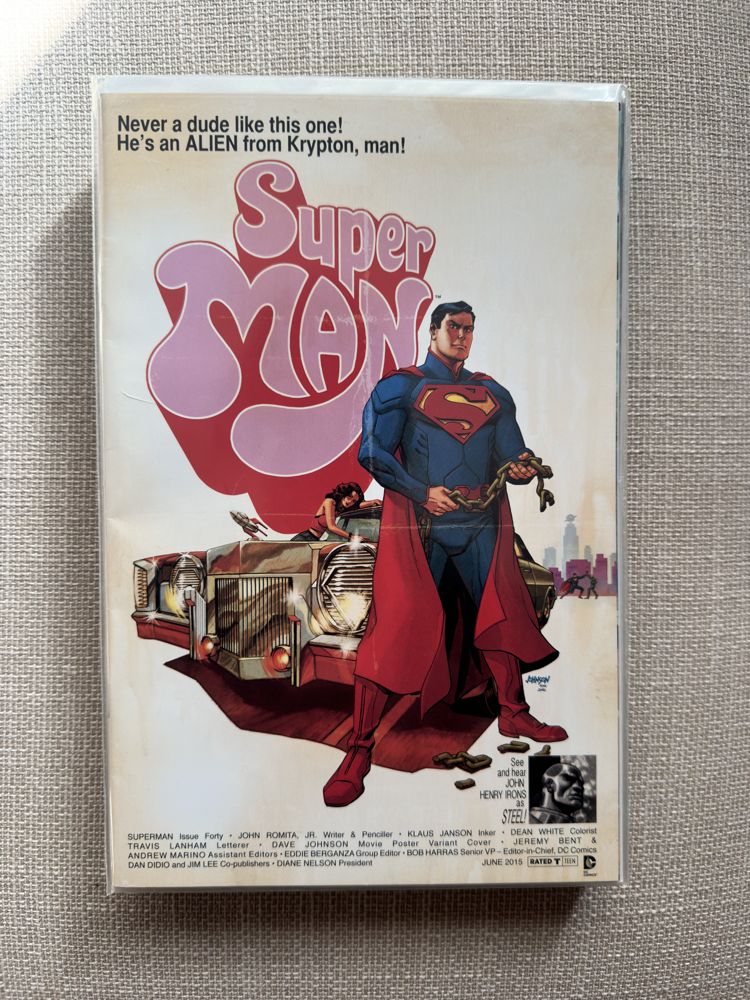 Never a dude like this one!
He's an ALIEN from Krypton, man!
Super
MAN
TM
JOHNSON
See
and hear
JOHN
HENRY IRONS
as
STEEL!
SUPERMAN Issue Forty • JOHN ROMITA, JR. Writer & Penciller • KLAUS JANSON Inker • DEAN WHITE Colorist
TRAVIS LANHAM Letterer • DAVE JOHNSON Movie Poster Variant Cover • JEREMY BENT &
ANDREW MARINO Assistant Editors • EDDIE BERGANZA Group Editor • BOB HARRAS Senior VP – Editor-in-Chief, DC Comics
DAN DIDIO and JIM LEE Co-publishers • DIANE NELSON President
JUNE 2015 RATED T TEEN
DC
COMICS